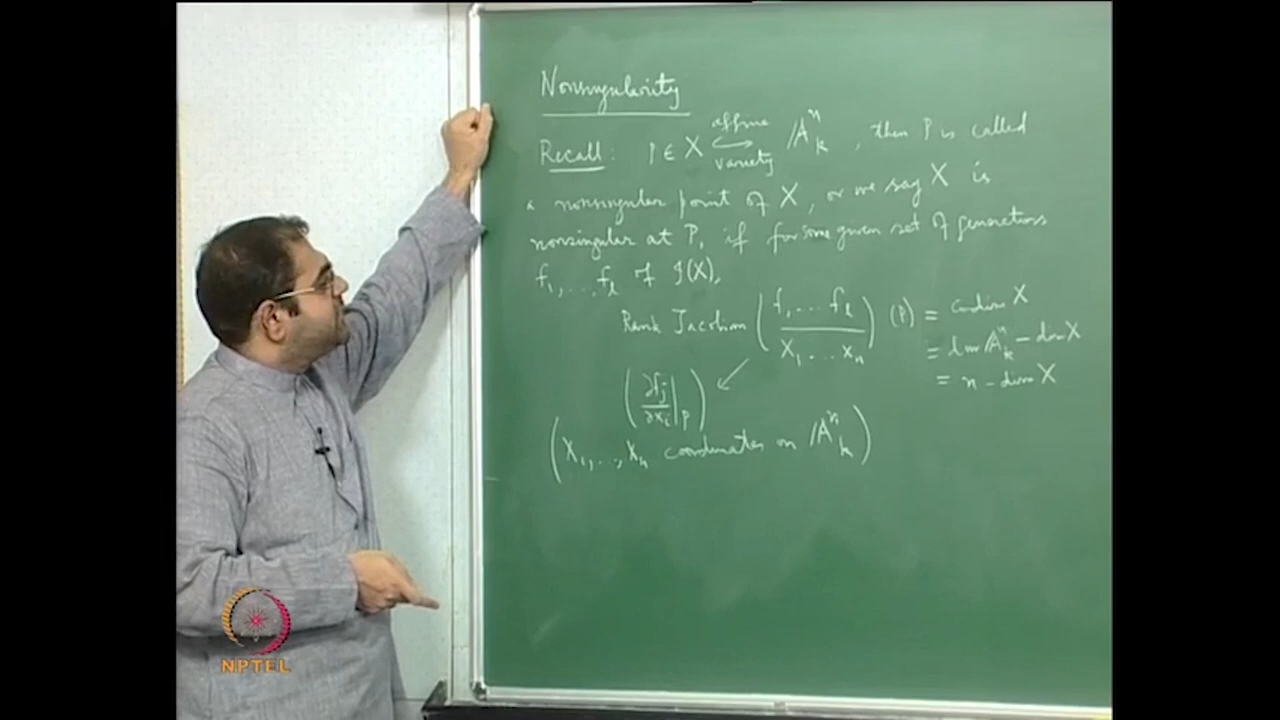 Nonsingularity
Recall: P ∈ X affine variety ↪ 𝔸ⁿₖ, then P is called
a nonsingular point of X, or we say X is
nonsingular at P, if for some given set of generators
f₁, ... fₗ of I(X),
Rank Jacobian (f₁, ... fₗ / X₁ ... xₙ) (P) = codim X
= dim 𝔸ⁿₖ - dim X
= n - dim X
(∂fⱼ / ∂xᵢ |ₚ)
(X₁, .., Xₙ coordinates on 𝔸ⁿₖ)
NPTEL